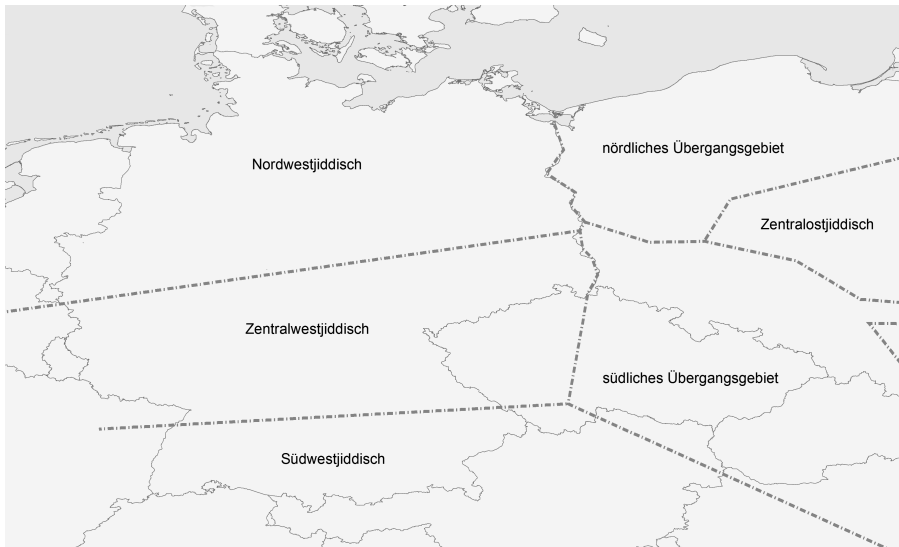 nördliches Übergangsgebiet
Nordwestjiddisch
Zentralostjiddisch
Zentralwestjiddisch
südliches Übergangsgebiet
Südwestjiddisch